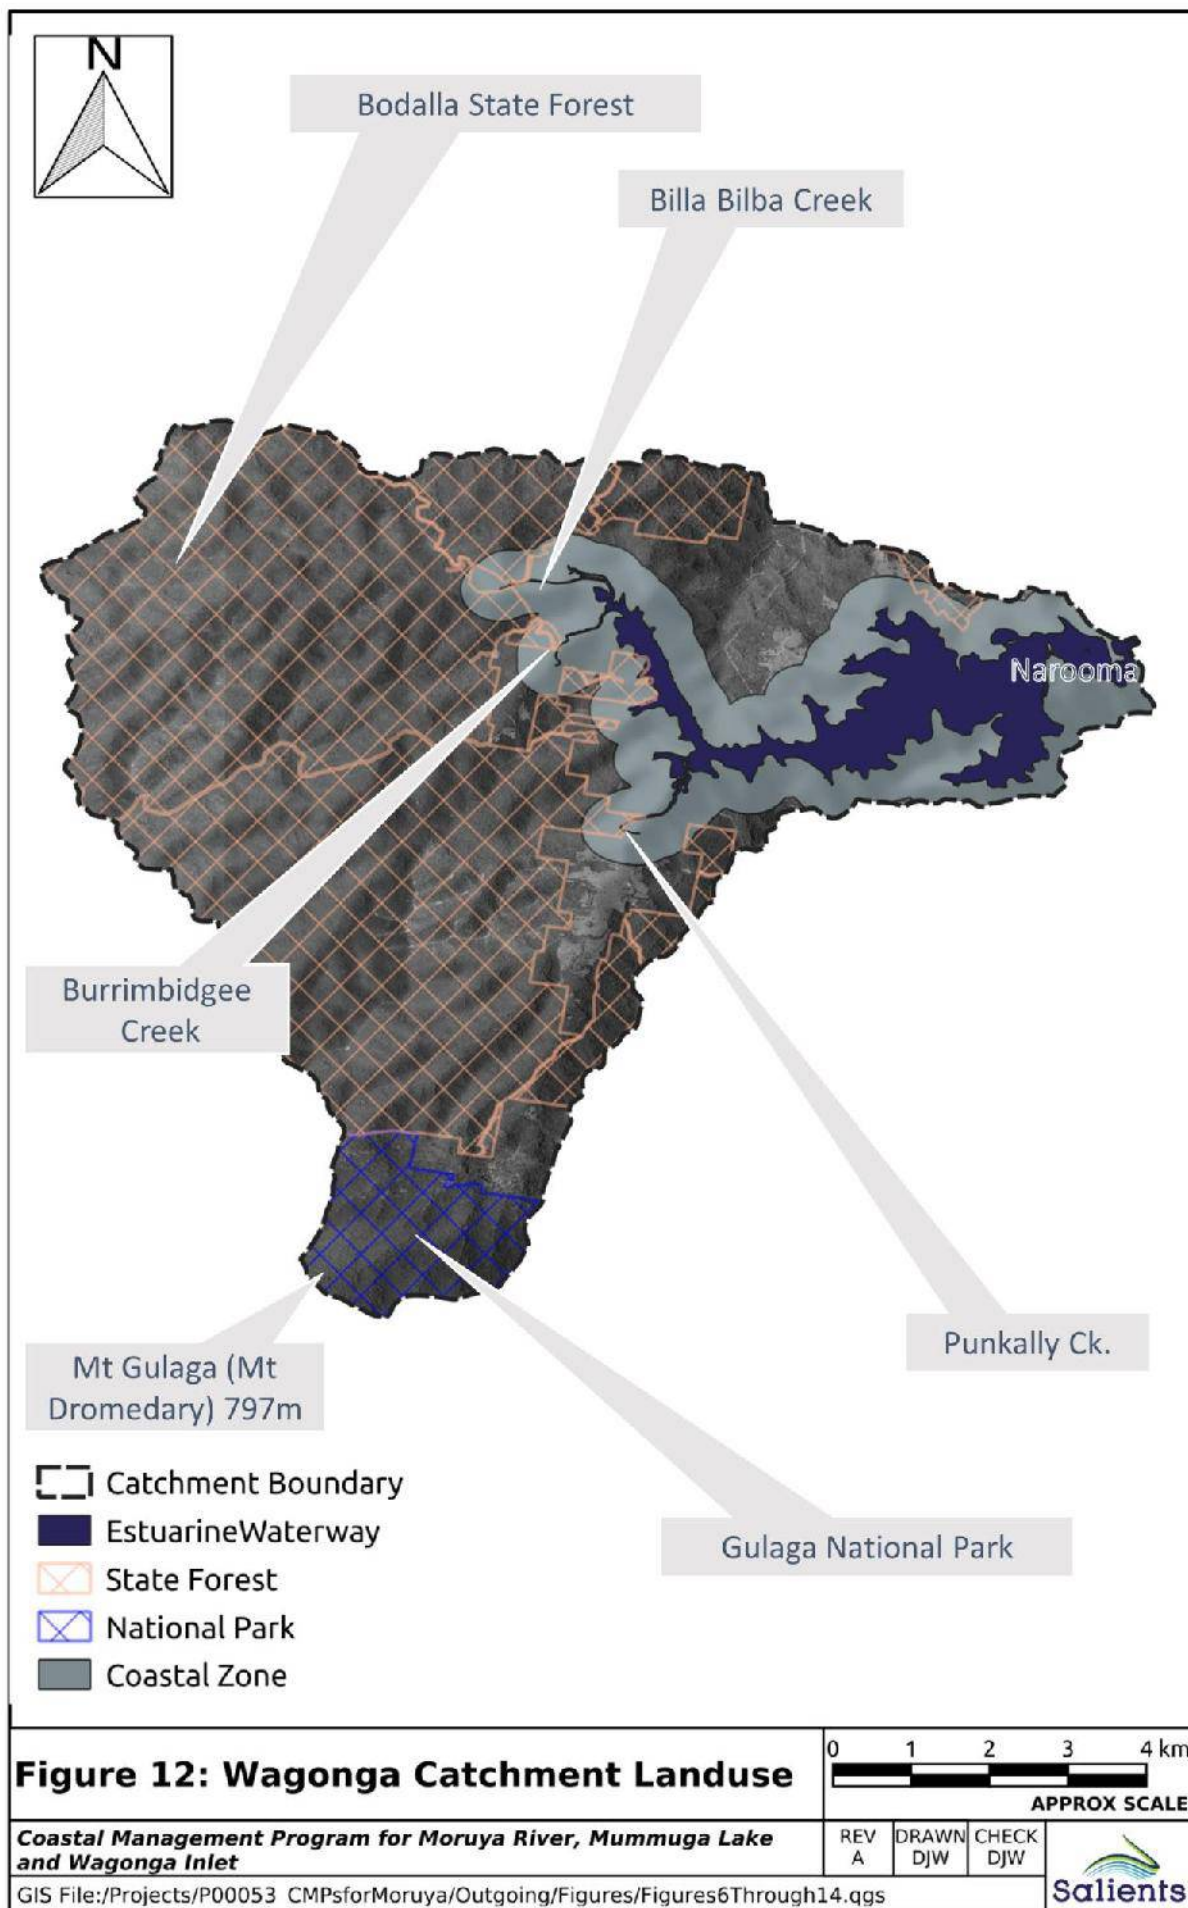 N
Bodalla State Forest
Billa Bilba Creek
Narooma
Burrimbidgee
Creek
Punkally Ck.
Mt Gulaga (Mt
Dromedary) 797m
Gulaga National Park
Catchment Boundary
EstuarineWaterway
State Forest
National Park
Coastal Zone
Figure 12: Wagonga Catchment Landuse
0 1 2 3 4 km
APPROX SCALE
Coastal Management Program for Moruya River, Mummuga Lake
and Wagonga Inlet
REV DRAWN CHECK
A DJW DJW
GIS File:/Projects/P00053_CMPsforMoruya/Outgoing/Figures/Figures6Through14.qgs
Salients